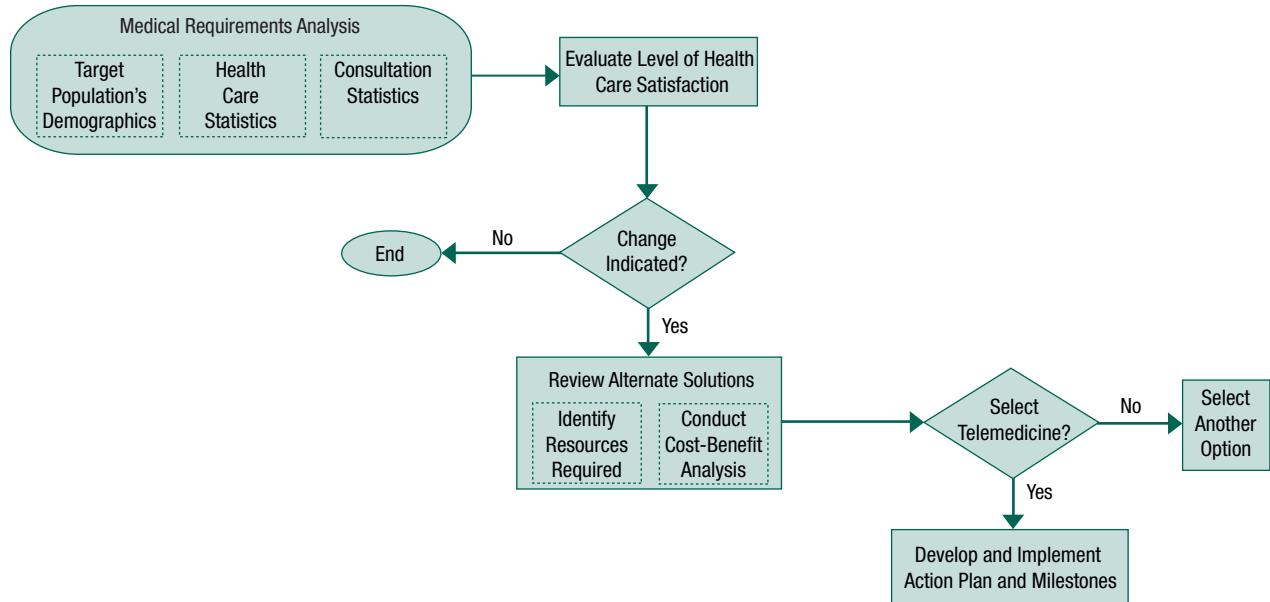 Medical Requirements Analysis
Target
Population's
Demographics
Health
Care
Statistics
Consultation
Statistics
Evaluate Level of Health
Care Satisfaction
Change
Indicated?
No
End
Yes
Review Alternate Solutions
Identify
Resources
Required
Conduct
Cost-Benefit
Analysis
Select
Telemedicine?
No
Select
Another
Option
Yes
Develop and Implement
Action Plan and Milestones